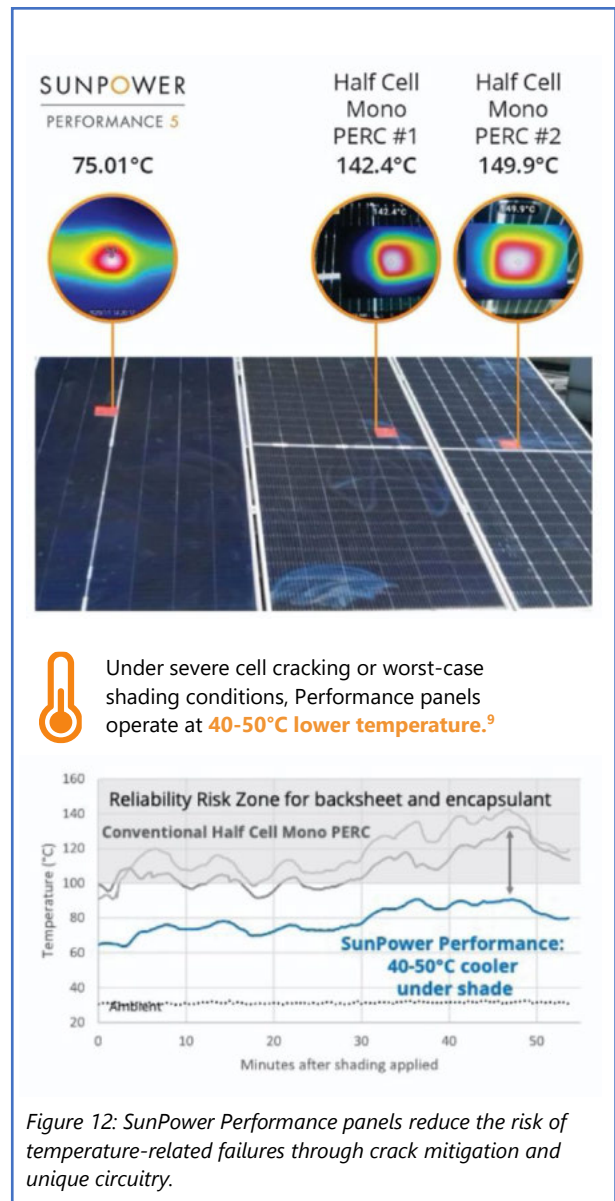 SUNPOWER
PERFORMANCE 5
75.01°C
Half Cell
Mono
PERC #1
142.4°C
Half Cell
Mono
PERC #2
149.9°C
142.4°C
149.9°C
Under severe cell cracking or worst-case
shading conditions, Performance panels
operate at 40-50°C lower temperature.⁹
160
140
120
100
80
60
40
20
Temperature (°C)
Reliability Risk Zone for backsheet and encapsulant
Conventional Half Cell Mono PERC
SunPower Performance:
40-50°C cooler
under shade
Ambient
0 10 20 30 40 50
Minutes after shading applied
Figure 12: SunPower Performance panels reduce the risk of
temperature-related failures through crack mitigation and
unique circuitry.